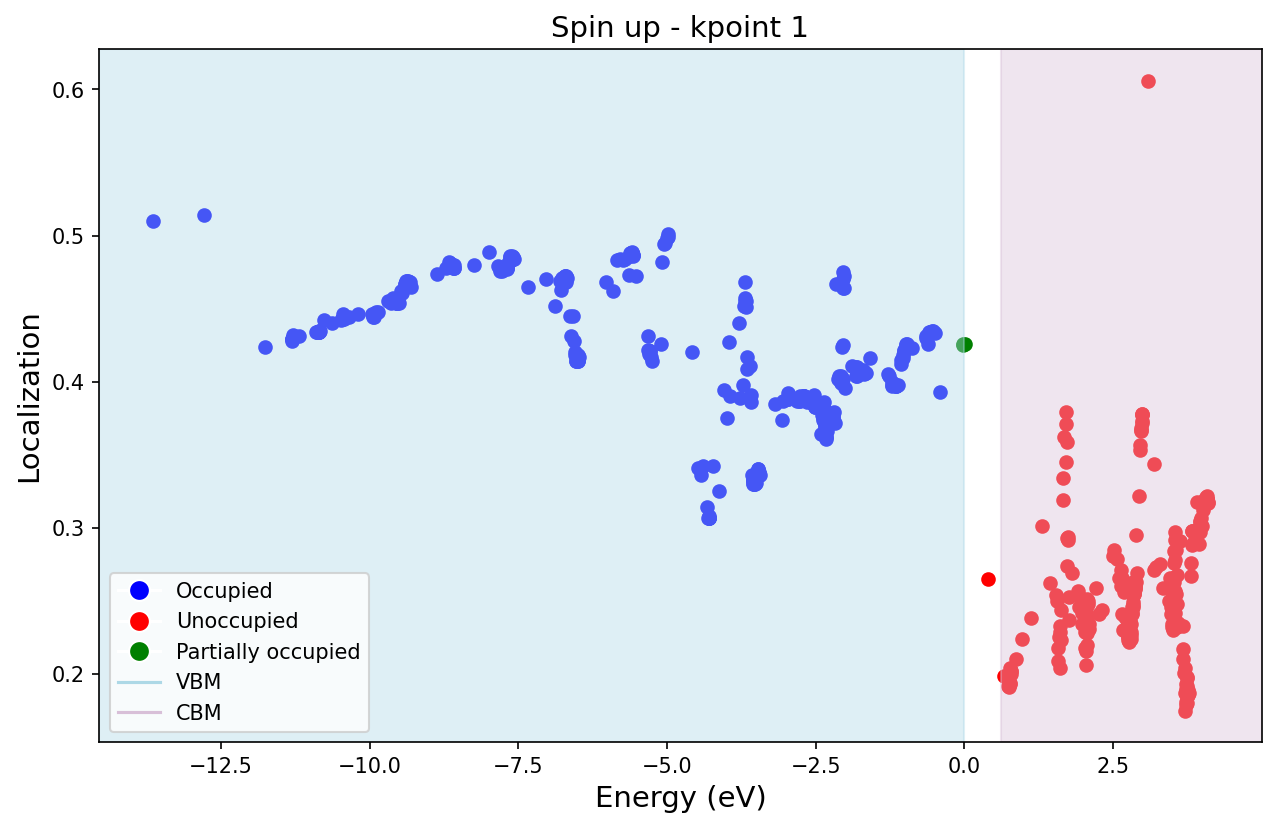 Spin up - kpoint 1
Localization
0.6
0.5
0.4
0.3
0.2
Occupied
Unoccupied
Partially occupied
VBM
CBM
−12.5 −10.0 −7.5 −5.0 −2.5 0.0 2.5
Energy (eV)